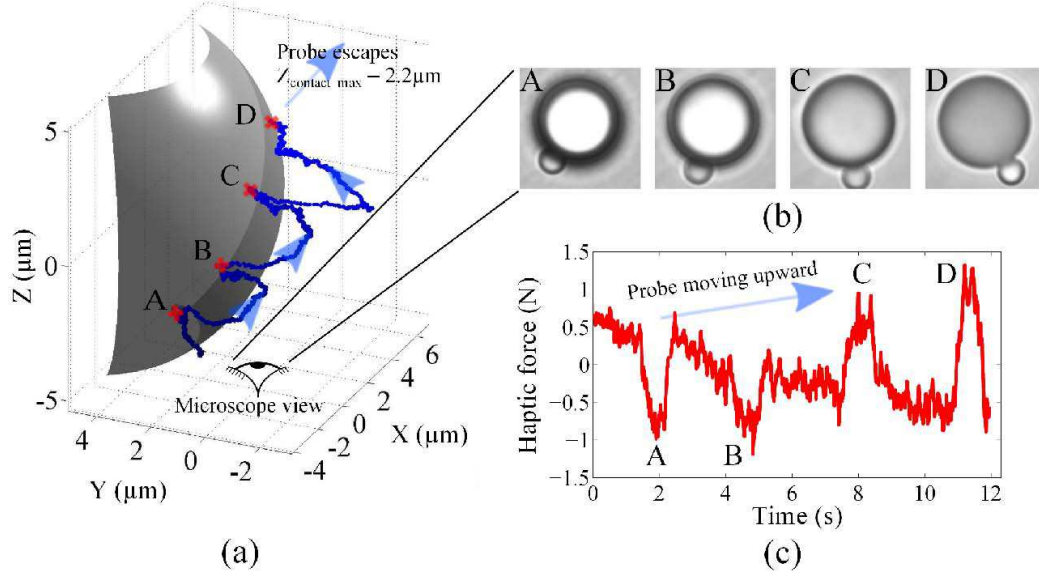 Probe escapes
Z contact max – 2.2μm
D
C
B
A
5
0
-5
Z (μm)
4
2
0
-2
Y (μm)
-4
-2
0
2
4
6
X (μm)
Microscope view
(a)
A
B
C
D
(b)
1.5
1
0.5
0
-0.5
-1
-1.5
Haptic force (N)
Probe moving upward
A
B
C
D
0
2
4
6
8
10
12
Time (s)
(c)